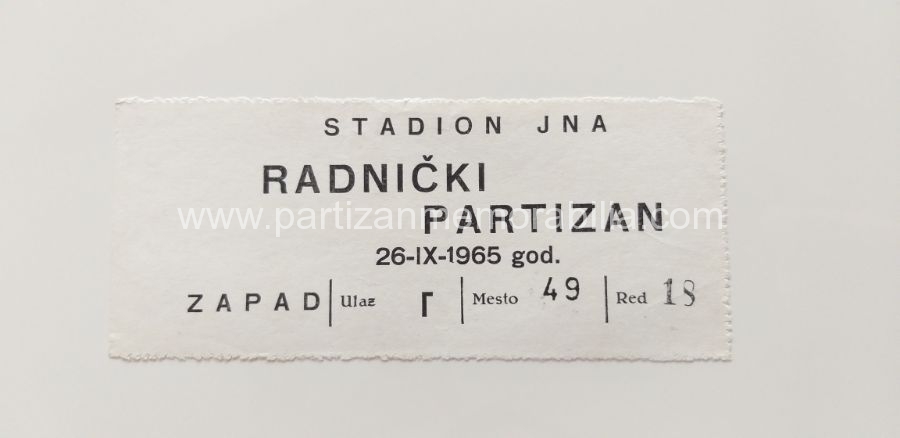 STADION JNA
RADNIČKI
PARTIZAN
www.partizanmemorabilia.com
26-IX-1965 god.
ZAPAD | Ulaz Г | Mesto 49 | Red 18